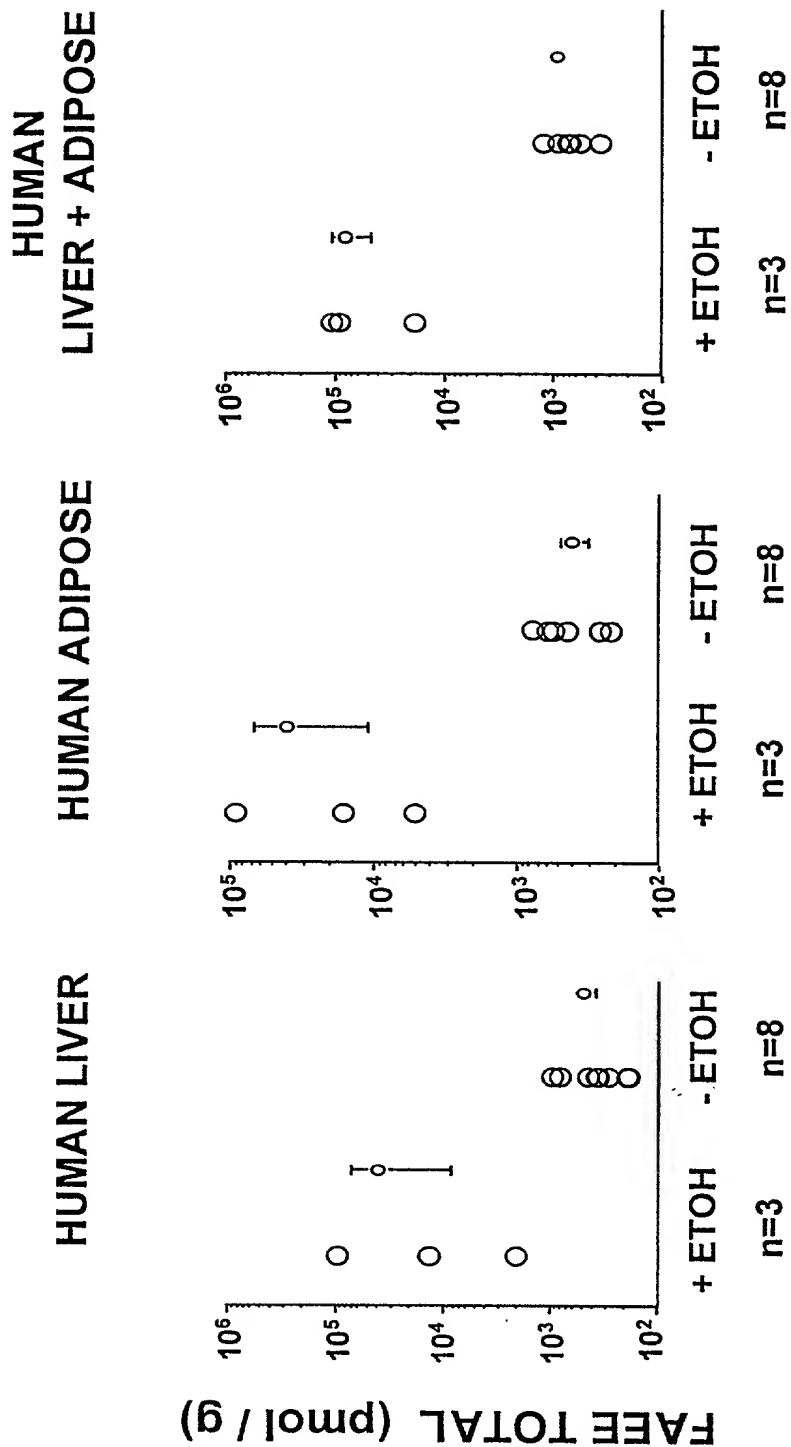 FAEE TOTAL (pmol / g)
HUMAN LIVER
10⁶
10⁵
10⁴
10³
10²
+ ETOH - ETOH
n=3 n=8
HUMAN ADIPOSE
10⁵
10⁴
10³
10²
+ ETOH - ETOH
n=3 n=8
HUMAN
LIVER + ADIPOSE
10⁶
10⁵
10⁴
10³
10²
+ ETOH - ETOH
n=3 n=8